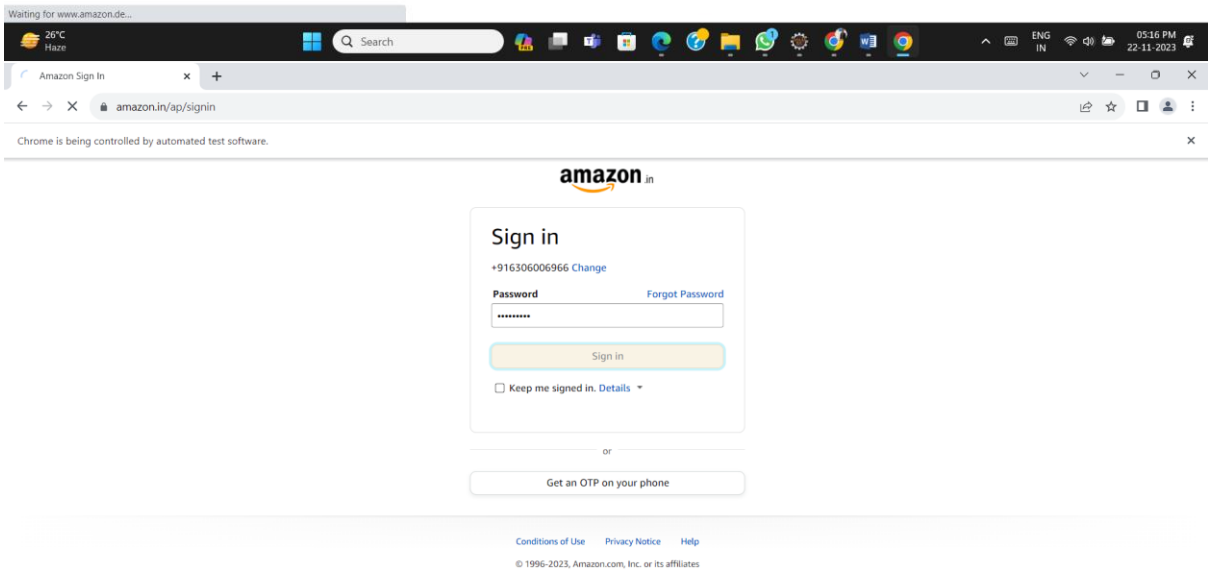 Waiting for www.amazon.de...
26°C
Haze
Search
ENG
IN
05:16 PM
22-11-2023
Amazon Sign In
amazon.in/ap/signin
Chrome is being controlled by automated test software.
amazon.in
Sign in
+916306006966 Change
Password Forgot Password
Sign in
Keep me signed in. Details
or
Get an OTP on your phone
Conditions of Use Privacy Notice Help
© 1996-2023, Amazon.com, Inc. or its affiliates